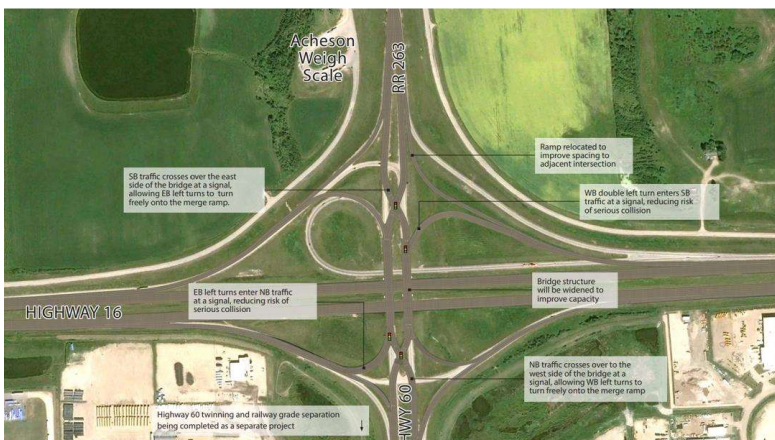 Acheson
Weigh
Scale
RR 263
Ramp relocated to
improve spacing to
adjacent intersection
SB traffic crosses over the east
side of the bridge at a signal,
allowing EB left turns to turn
freely onto the merge ramp.
WB double left turn enters SB
traffic at a signal, reducing risk
of serious collision
EB left turns enter NB traffic
at a signal, reducing risk of
serious collision
Bridge structure
will be widened to
improve capacity
HIGHWAY 16
NB traffic crosses over to the
west side of the bridge at a
signal, allowing WB left turns to
turn freely onto the merge ramp
Highway 60 twinning and railway grade separation
being completed as a separate project
HWY 60